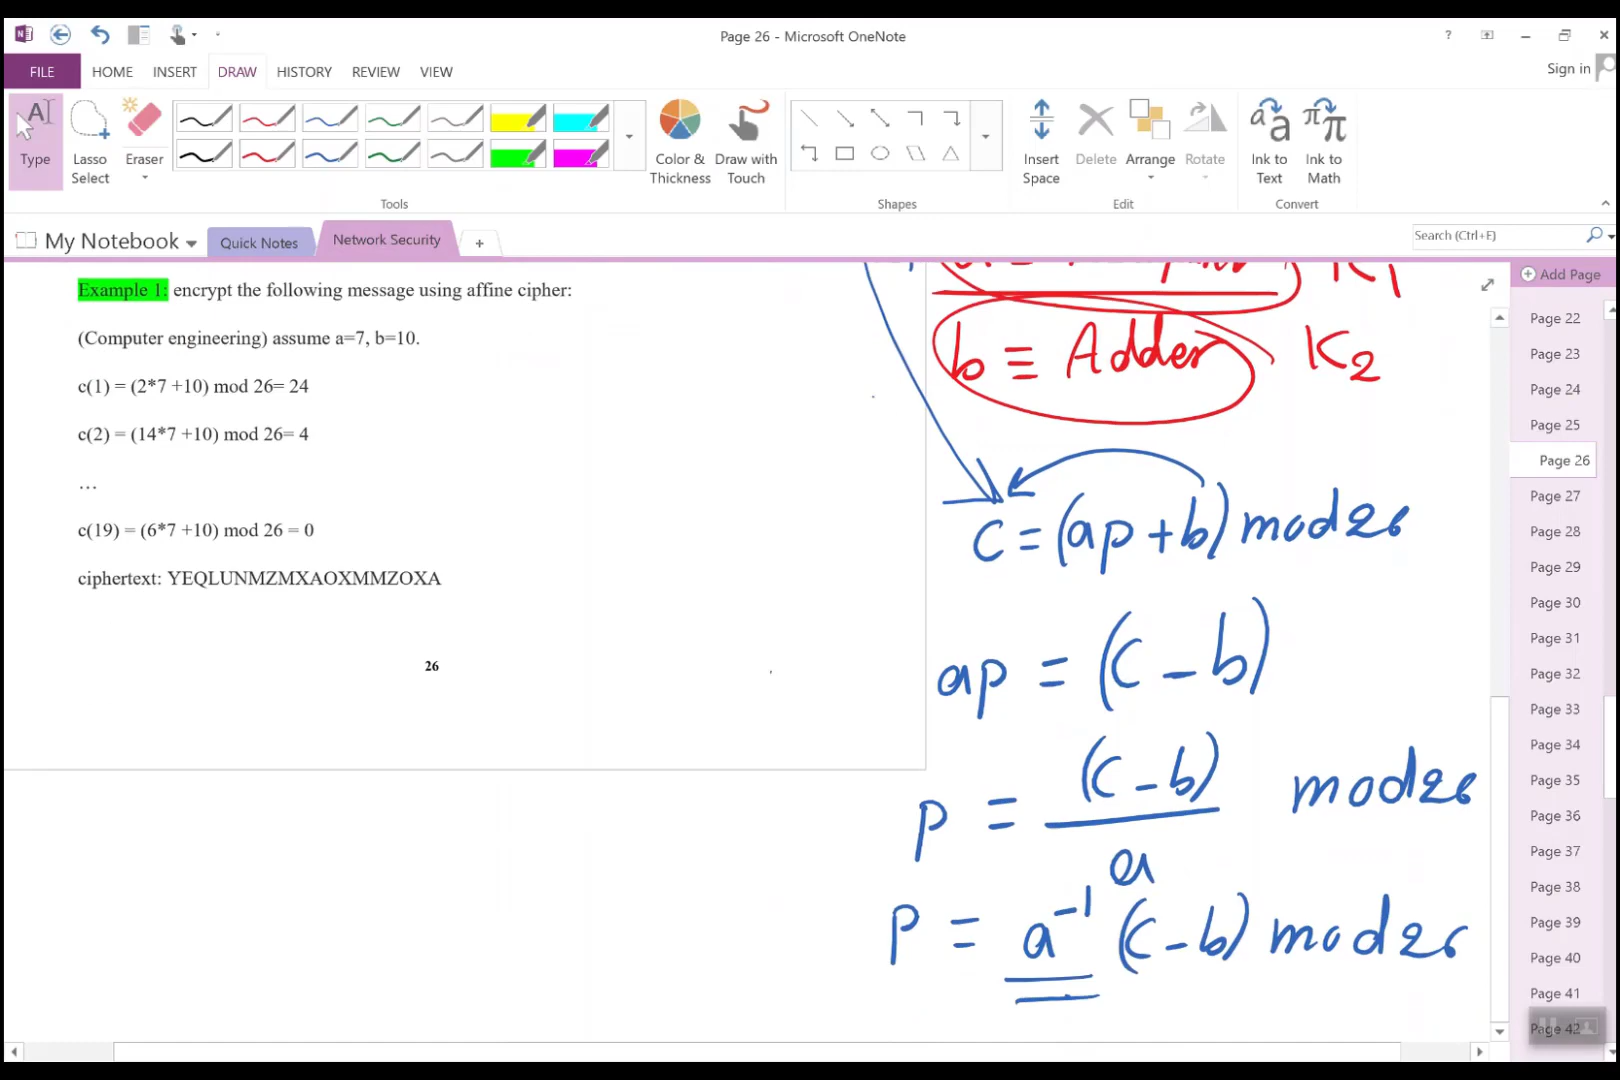 Page 26 - Microsoft OneNote
?
FILE HOME INSERT DRAW HISTORY REVIEW VIEW
Sign in
Type
Lasso Select
Eraser
Color & Thickness
Draw with Touch
Insert Space
Delete
Arrange
Rotate
Ink to Text
Ink to Math
Tools
Shapes
Edit
Convert
My Notebook
Quick Notes
Network Security
+
Search (Ctrl+E)
Example 1: encrypt the following message using affine cipher:
(Computer engineering) assume a=7, b=10.
c(1) = (2*7 +10) mod 26= 24
c(2) = (14*7 +10) mod 26= 4
…
c(19) = (6*7 +10) mod 26 = 0
ciphertext: YEQLUNMZMXAOXMMZOXA
26
K1
b ≡ Adder K2
C = (ap + b) mod 26
ap = (C - b)
p = (C - b) / a mod 26
P = a⁻¹ (C - b) mod 26
Add Page
Page 22
Page 23
Page 24
Page 25
Page 26
Page 27
Page 28
Page 29
Page 30
Page 31
Page 32
Page 33
Page 34
Page 35
Page 36
Page 37
Page 38
Page 39
Page 40
Page 41
Page 42